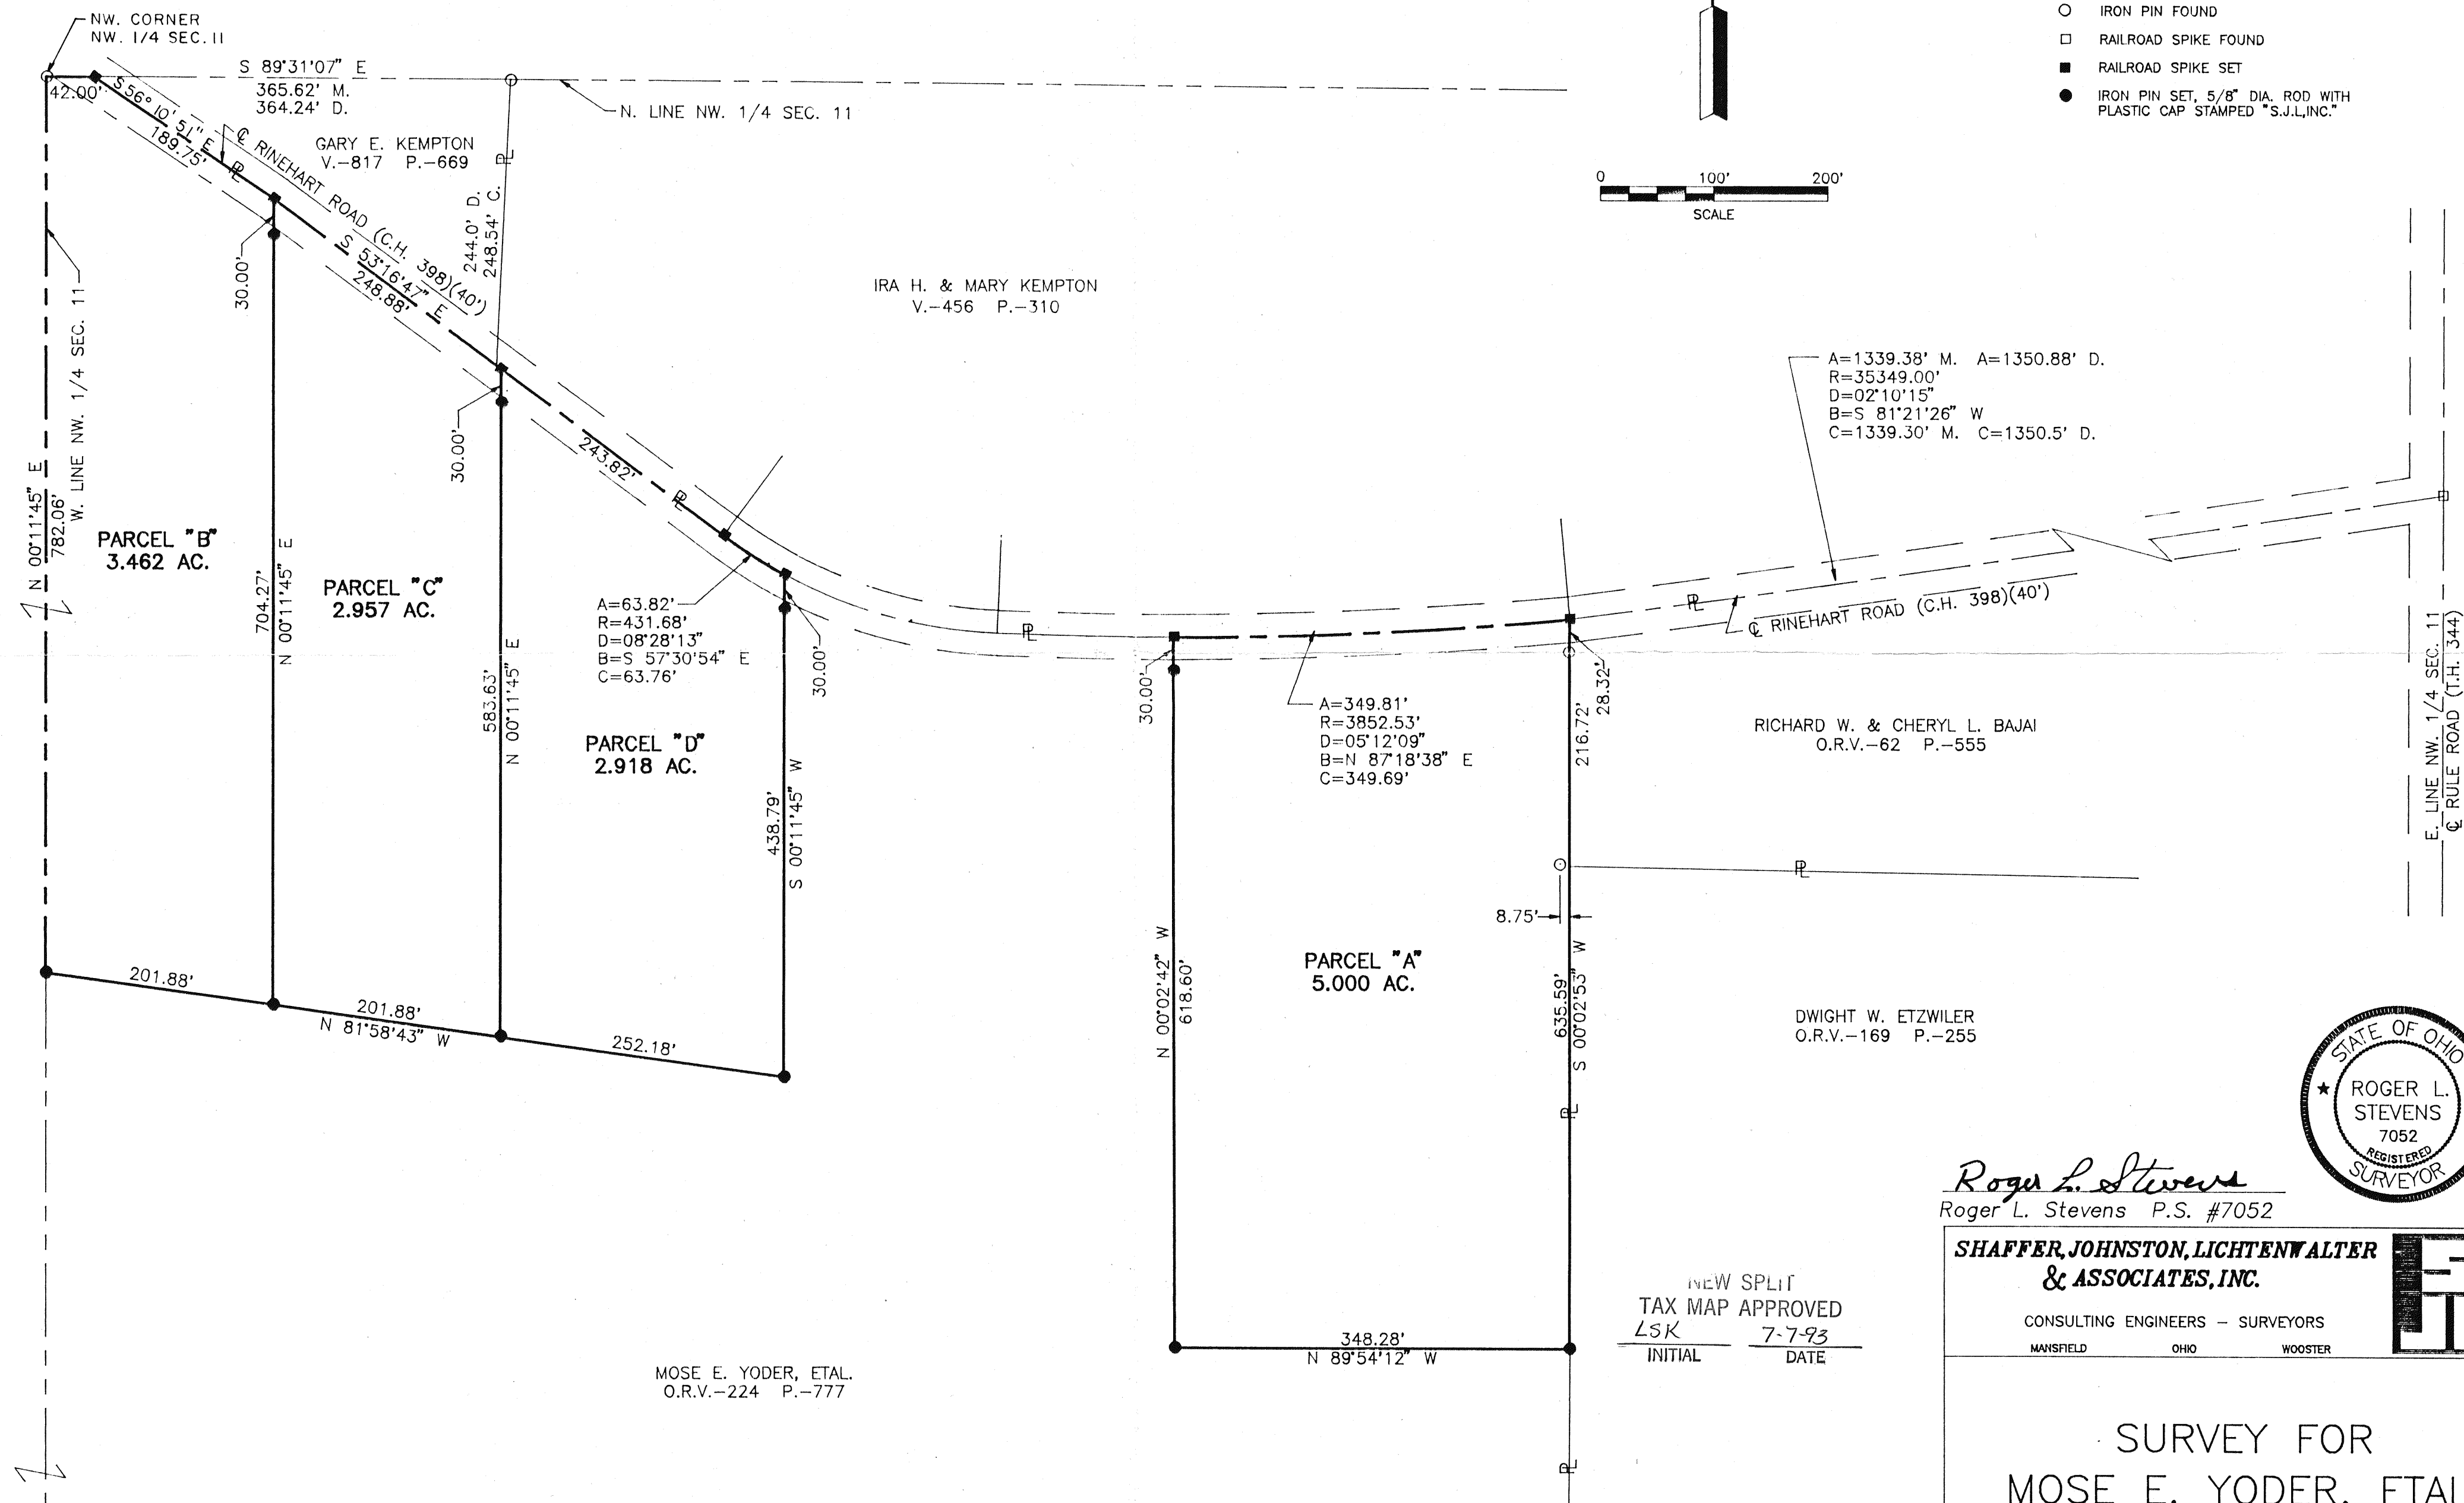 NW. CORNER
NW. 1/4 SEC. 11
S 89°31'07" E
365.62' M.
364.24' D.
42.00'
S 56° 10' 51" E
189.75'
℄ RINEHART ROAD (C.H. 398)(40')
GARY E. KEMPTON
V.-817 P.-669
N. LINE NW. 1/4 SEC. 11
244.0' D.
248.54' C.
PL
PL
S 53°16'47" E
248.88'
IRA H. & MARY KEMPTON
V.-456 P.-310
0 100' 200'
SCALE
IRON PIN FOUND
RAILROAD SPIKE FOUND
RAILROAD SPIKE SET
IRON PIN SET, 5/8" DIA. ROD WITH
PLASTIC CAP STAMPED "S.J.L,INC."
W. LINE NW. 1/4 SEC. 11
N 00°11'45" E
782.06'
30.00'
30.00'
243.82'
PL
PARCEL "B"
3.462 AC.
704.27'
N 00°11'45" E
PARCEL "C"
2.957 AC.
583.63'
N 00°11'45" E
A=63.82'
R=431.68'
D=08°28'13"
B=S 57°30'54" E
C=63.76'
30.00'
PARCEL "D"
2.918 AC.
438.79'
S 00°11'45" W
PL
30.00'
A=349.81'
R=3852.53'
D=05°12'09"
B=N 87°18'38" E
C=349.69'
A=1339.38' M. A=1350.88' D.
R=35349.00'
D=02°10'15"
B=S 81°21'26" W
C=1339.30' M. C=1350.5' D.
PL
℄ RINEHART ROAD (C.H. 398)(40')
28.32'
216.72'
RICHARD W. & CHERYL L. BAJAI
O.R.V.-62 P.-555
E. LINE NW. 1/4 SEC. 11
℄ RULE ROAD (T.H. 344)
PL
8.75'
201.88'
201.88'
N 81°58'43" W
252.18'
N 00°02'42" W
618.60'
PARCEL "A"
5.000 AC.
635.59'
S 00°02'53" W
PL
DWIGHT W. ETZWILER
O.R.V.-169 P.-255
STATE OF OHIO
ROGER L.
STEVENS
7052
REGISTERED
SURVEYOR
Roger L. Stevens
Roger L. Stevens P.S. #7052
SHAFFER, JOHNSTON, LICHTENWALTER
& ASSOCIATES, INC.
CONSULTING ENGINEERS - SURVEYORS
MANSFIELD OHIO WOOSTER
348.28'
N 89°54'12" W
NEW SPLIT
TAX MAP APPROVED
LSK 7-7-93
INITIAL DATE
MOSE E. YODER, ETAL.
O.R.V.-224 P.-777
PL
SURVEY FOR
MOSE E. YODER, ETAL